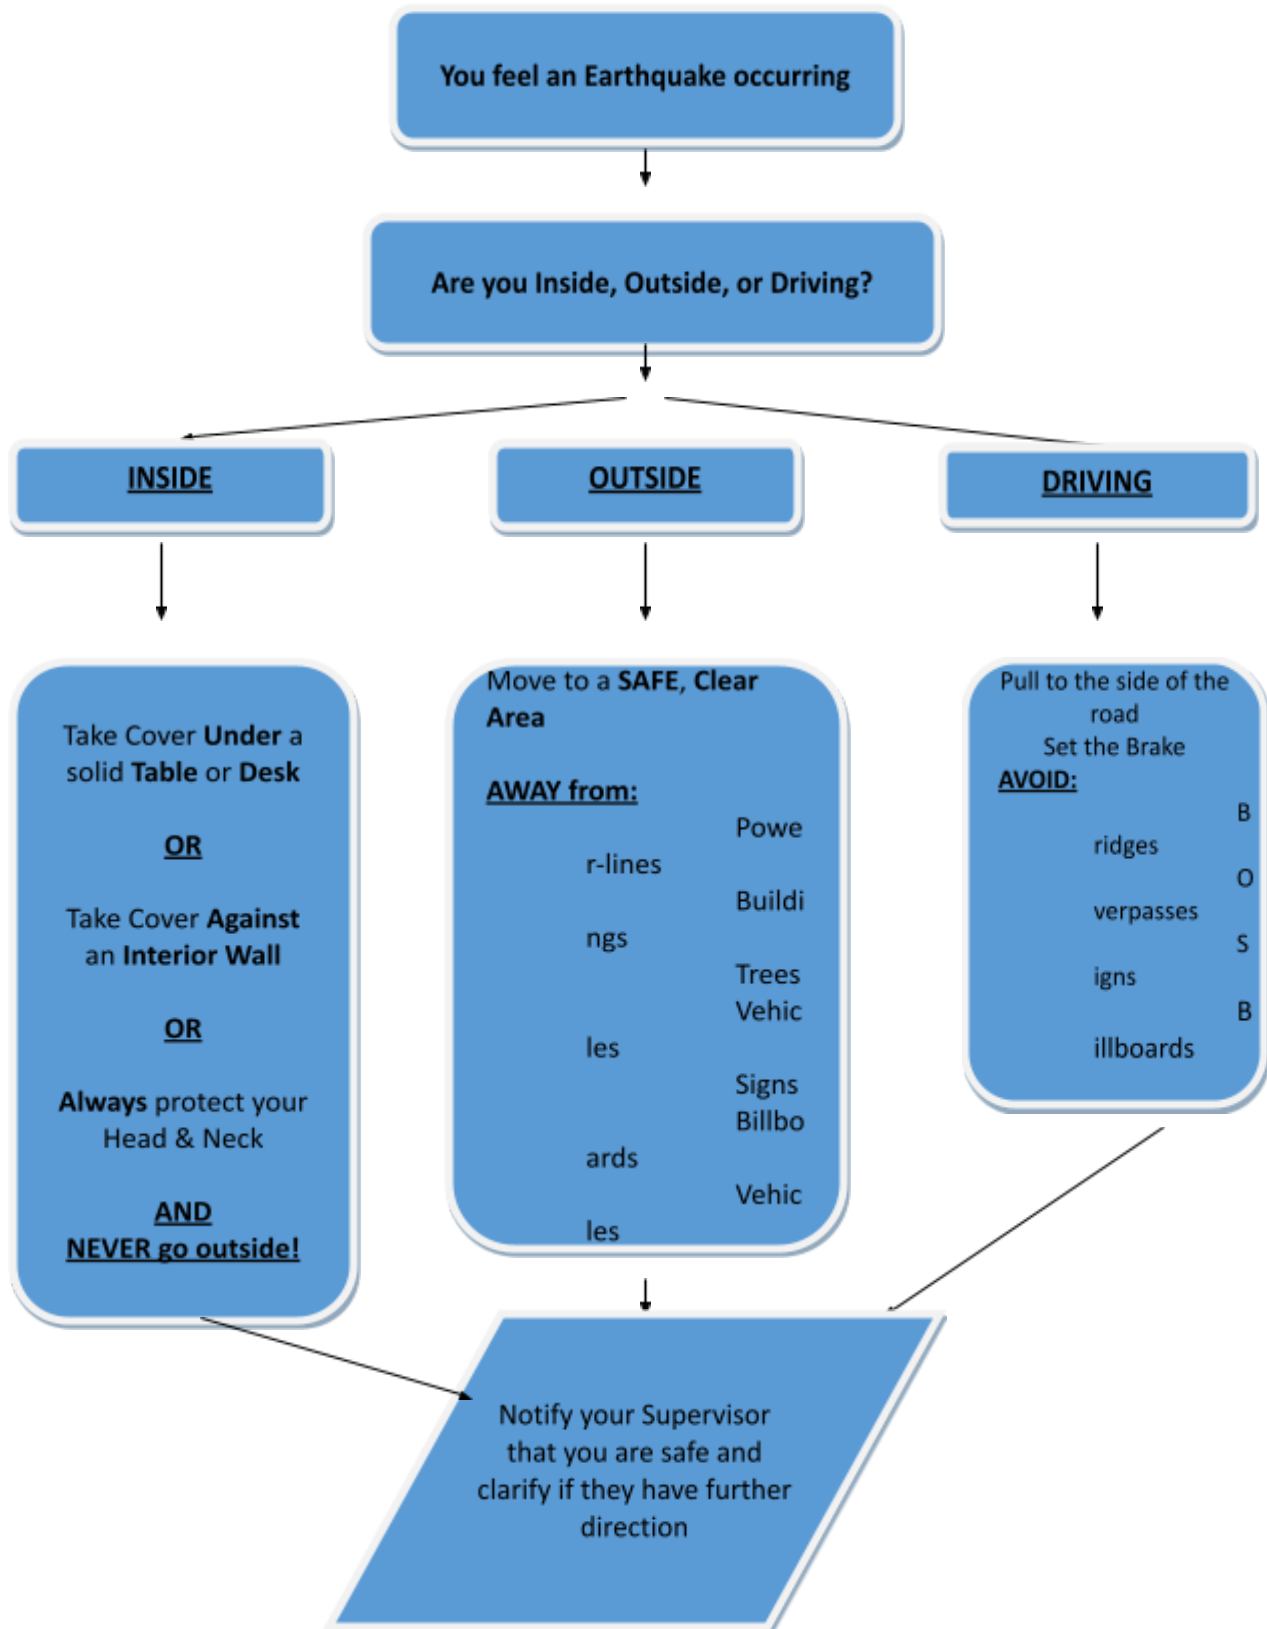 You feel an Earthquake occurring
Are you Inside, Outside, or Driving?
INSIDE
OUTSIDE
DRIVING
Take Cover Under a
solid Table or Desk
OR
Take Cover Against
an Interior Wall
OR
Always protect your
Head & Neck
AND
NEVER go outside!
Move to a SAFE, Clear
Area
AWAY from:
Powe
r-lines
Buildi
ngs
Trees
Vehic
les
Signs
Billbo
ards
Vehic
les
Pull to the side of the
road
Set the Brake
AVOID:
B
ridges
O
verpasses
S
igns
B
illboards
Notify your Supervisor
that you are safe and
clarify if they have further
direction